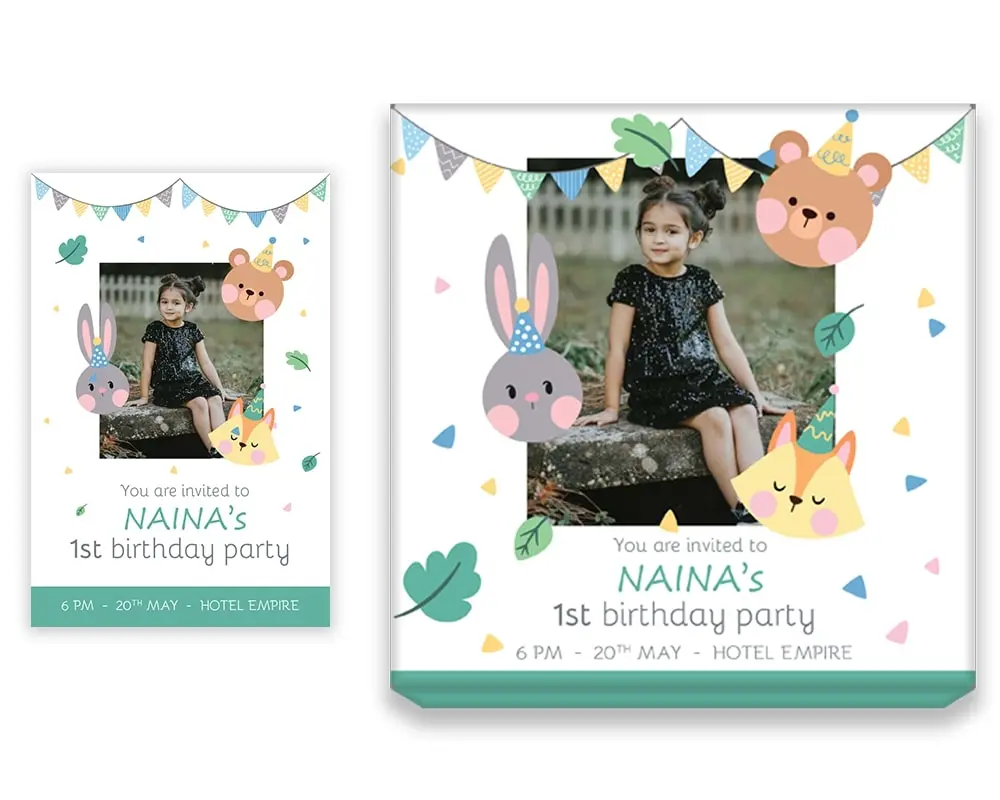 You are invited to
NAINA's
1st birthday party
6 PM - 20TH MAY - HOTEL EMPIRE
You are invited to
NAINA's
1st birthday party
6 PM - 20TH MAY - HOTEL EMPIRE